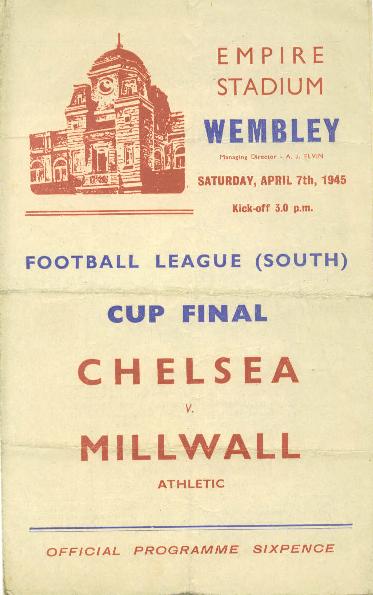 EMPIRE
STADIUM
WEMBLEY
Managing Director - A. J. ELVIN
SATURDAY, APRIL 7th, 1945
Kick-off 3.0 p.m.
FOOTBALL LEAGUE (SOUTH)
CUP FINAL
CHELSEA
v.
MILLWALL
ATHLETIC
OFFICIAL PROGRAMME SIXPENCE